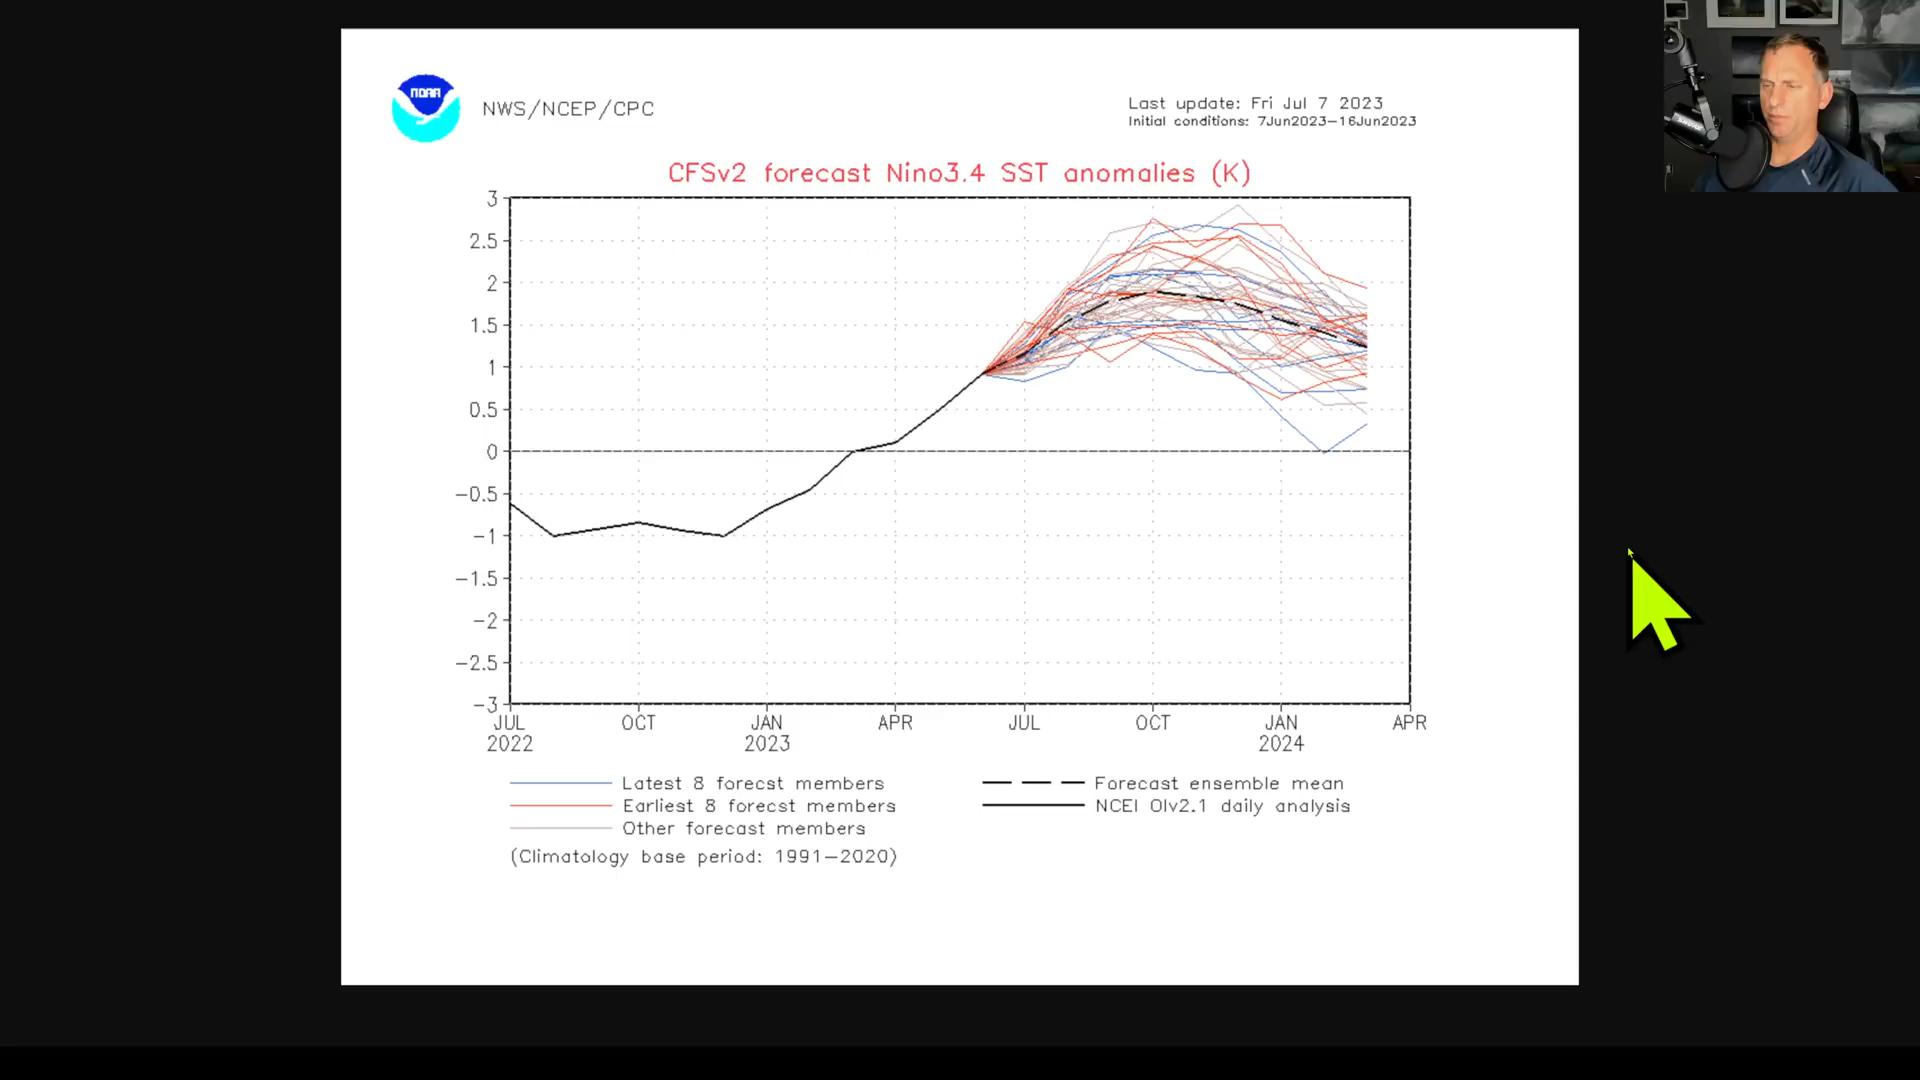 NOAA
NWS/NCEP/CPC
Last update: Fri Jul 7 2023
Initial conditions: 7Jun2023–16Jun2023
CFSv2 forecast Nino3.4 SST anomalies (K)
3
2.5
2
1.5
1
0.5
0
−0.5
−1
−1.5
−2
−2.5
−3
JUL OCT JAN APR JUL OCT JAN APR
2022 2023 2024
Latest 8 forecst members
Earliest 8 forecst members
Other forecast members
Forecast ensemble mean
NCEI OIv2.1 daily analysis
(Climatology base period: 1991–2020)